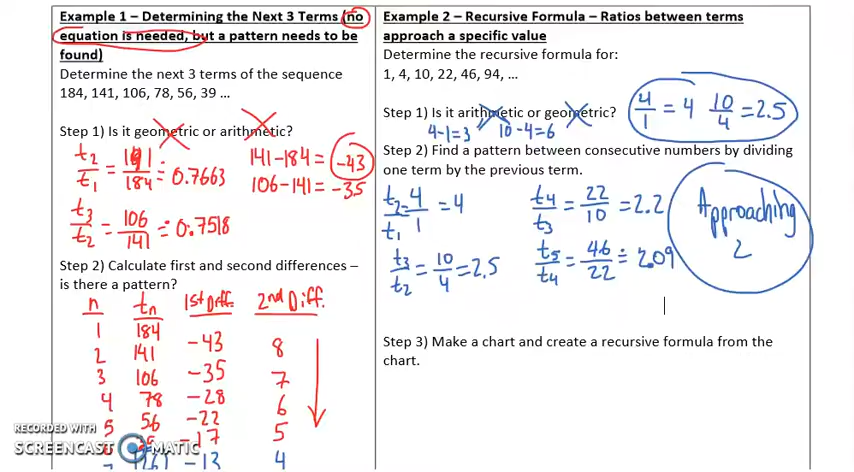 Example 1 – Determining the Next 3 Terms (no
equation is needed, but a pattern needs to be
found)
Determine the next 3 terms of the sequence
184, 141, 106, 78, 56, 39 ...
Step 1) Is it geometric or arithmetic?
t₂/t₁ = 141/184 ≐ 0.7663
141-184 = -43
106-141 = -35
t₃/t₂ = 106/141 ≐ 0.7518
Step 2) Calculate first and second differences –
is there a pattern?
n tn 1st Diff. 2nd Diff.
1 184
-43
2 141 8
-35
3 106 7
-28
4 78 6
-22
5 56 5
-17
-13 4
Example 2 – Recursive Formula – Ratios between terms
approach a specific value
Determine the recursive formula for:
1, 4, 10, 22, 46, 94, ...
Step 1) Is it arithmetic or geometric?
4-1=3 10-4=6
4/1 = 4 10/4 = 2.5
Step 2) Find a pattern between consecutive numbers by dividing
one term by the previous term.
t₂/t₁ = 4/1 = 4
t₄/t₃ = 22/10 = 2.2
t₃/t₂ = 10/4 = 2.5
t₅/t₄ = 46/22 ≐ 2.09
Approaching
2
Step 3) Make a chart and create a recursive formula from the
chart.
RECORDED WITH
SCREENCAST MATIC